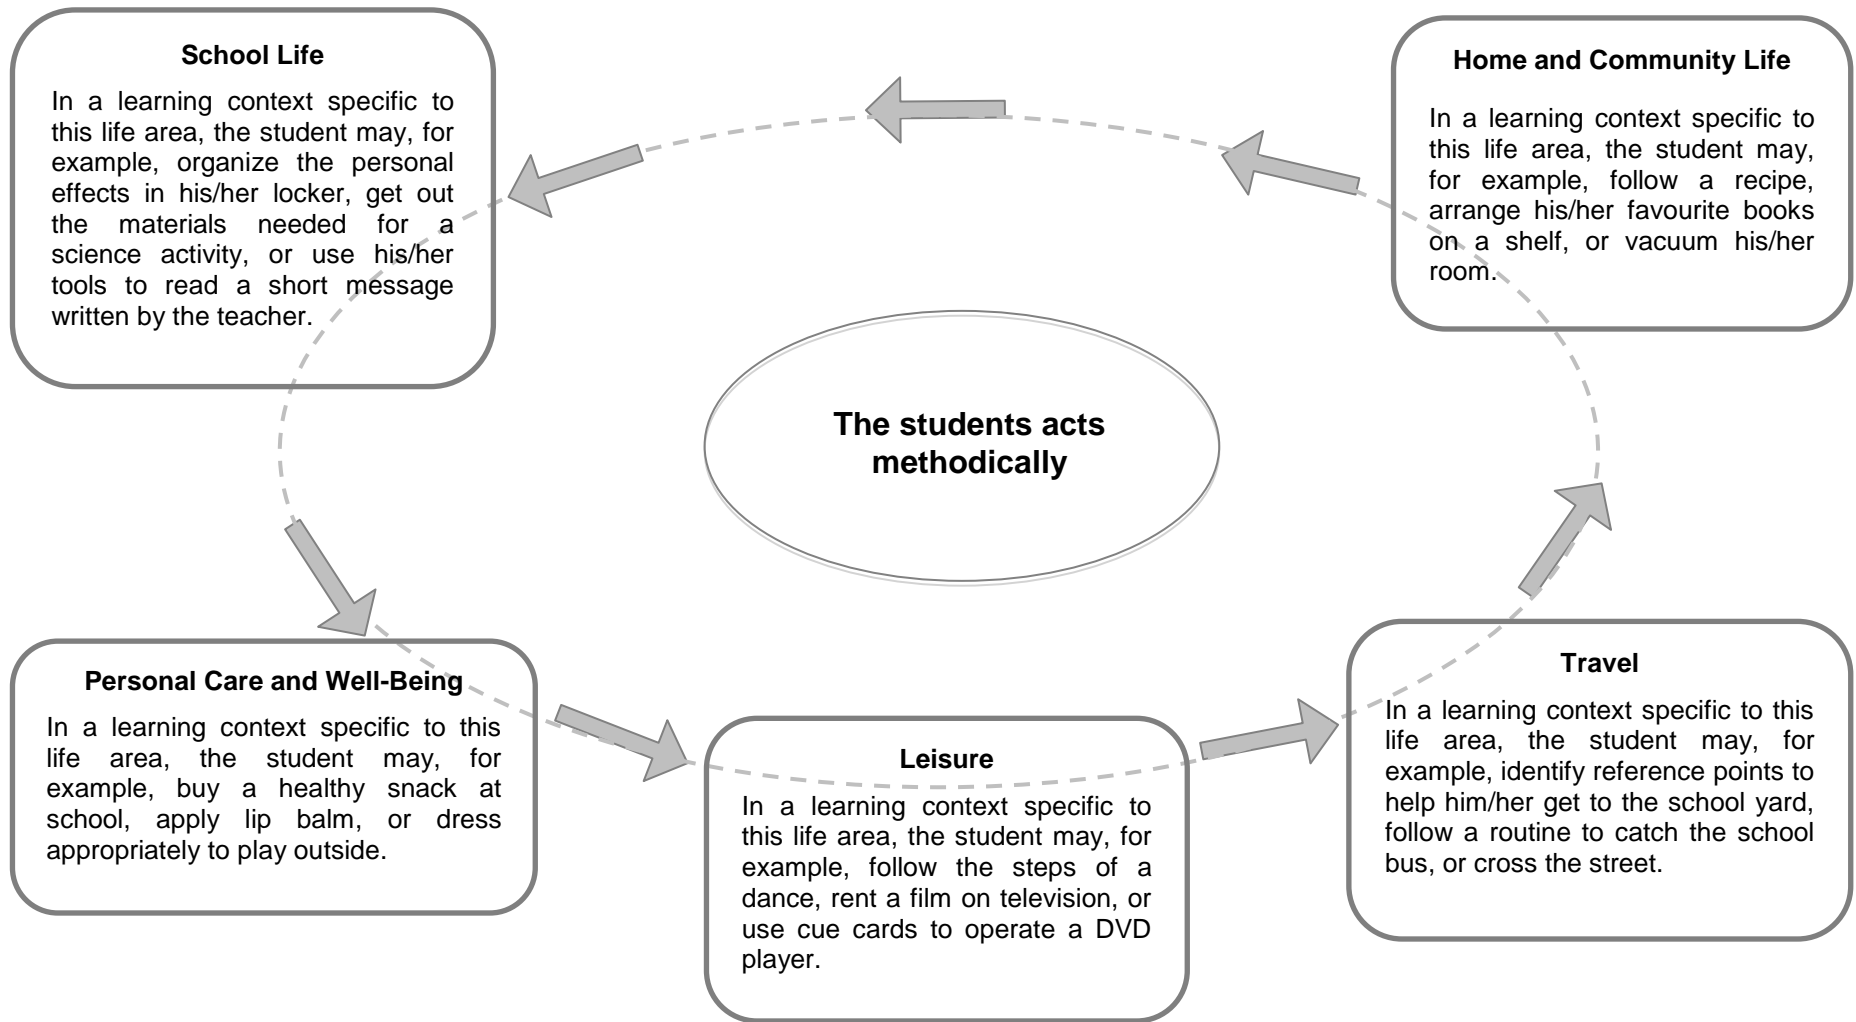 School Life
In a learning context specific to
this life area, the student may, for
example, organize the personal
effects in his/her locker, get out
the materials needed for a
science activity, or use his/her
tools to read a short message
written by the teacher.
Home and Community Life
In a learning context specific to
this life area, the student may,
for example, follow a recipe,
arrange his/her favourite books
on a shelf, or vacuum his/her
room.
The students acts
methodically
Personal Care and Well-Being
In a learning context specific to this
life area, the student may, for
example, buy a healthy snack at
school, apply lip balm, or dress
appropriately to play outside.
Leisure
In a learning context specific to
this life area, the student may, for
example, follow the steps of a
dance, rent a film on television, or
use cue cards to operate a DVD
player.
Travel
In a learning context specific to this
life area, the student may, for
example, identify reference points to
help him/her get to the school yard,
follow a routine to catch the school
bus, or cross the street.